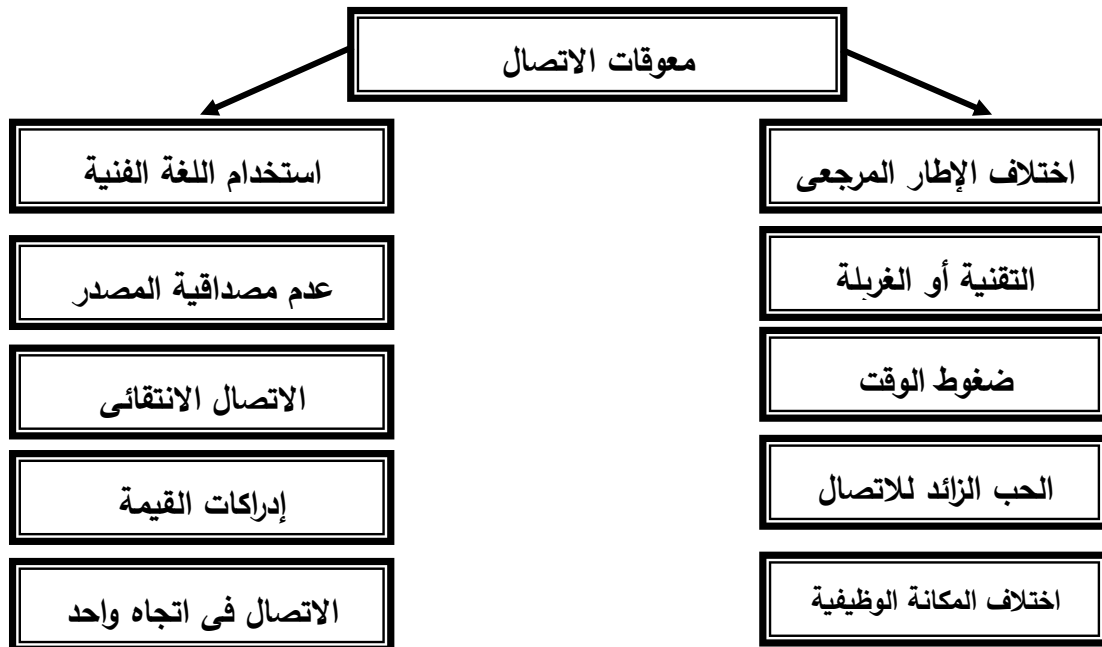 معوقات الاتصال
اختلاف الإطار المرجعى
التقنية أو الغربلة
ضغوط الوقت
الحب الزائد للاتصال
اختلاف المكانة الوظيفية
استخدام اللغة الفنية
عدم مصداقية المصدر
الاتصال الانتقائى
إدراكات القيمة
الاتصال فى اتجاه واحد